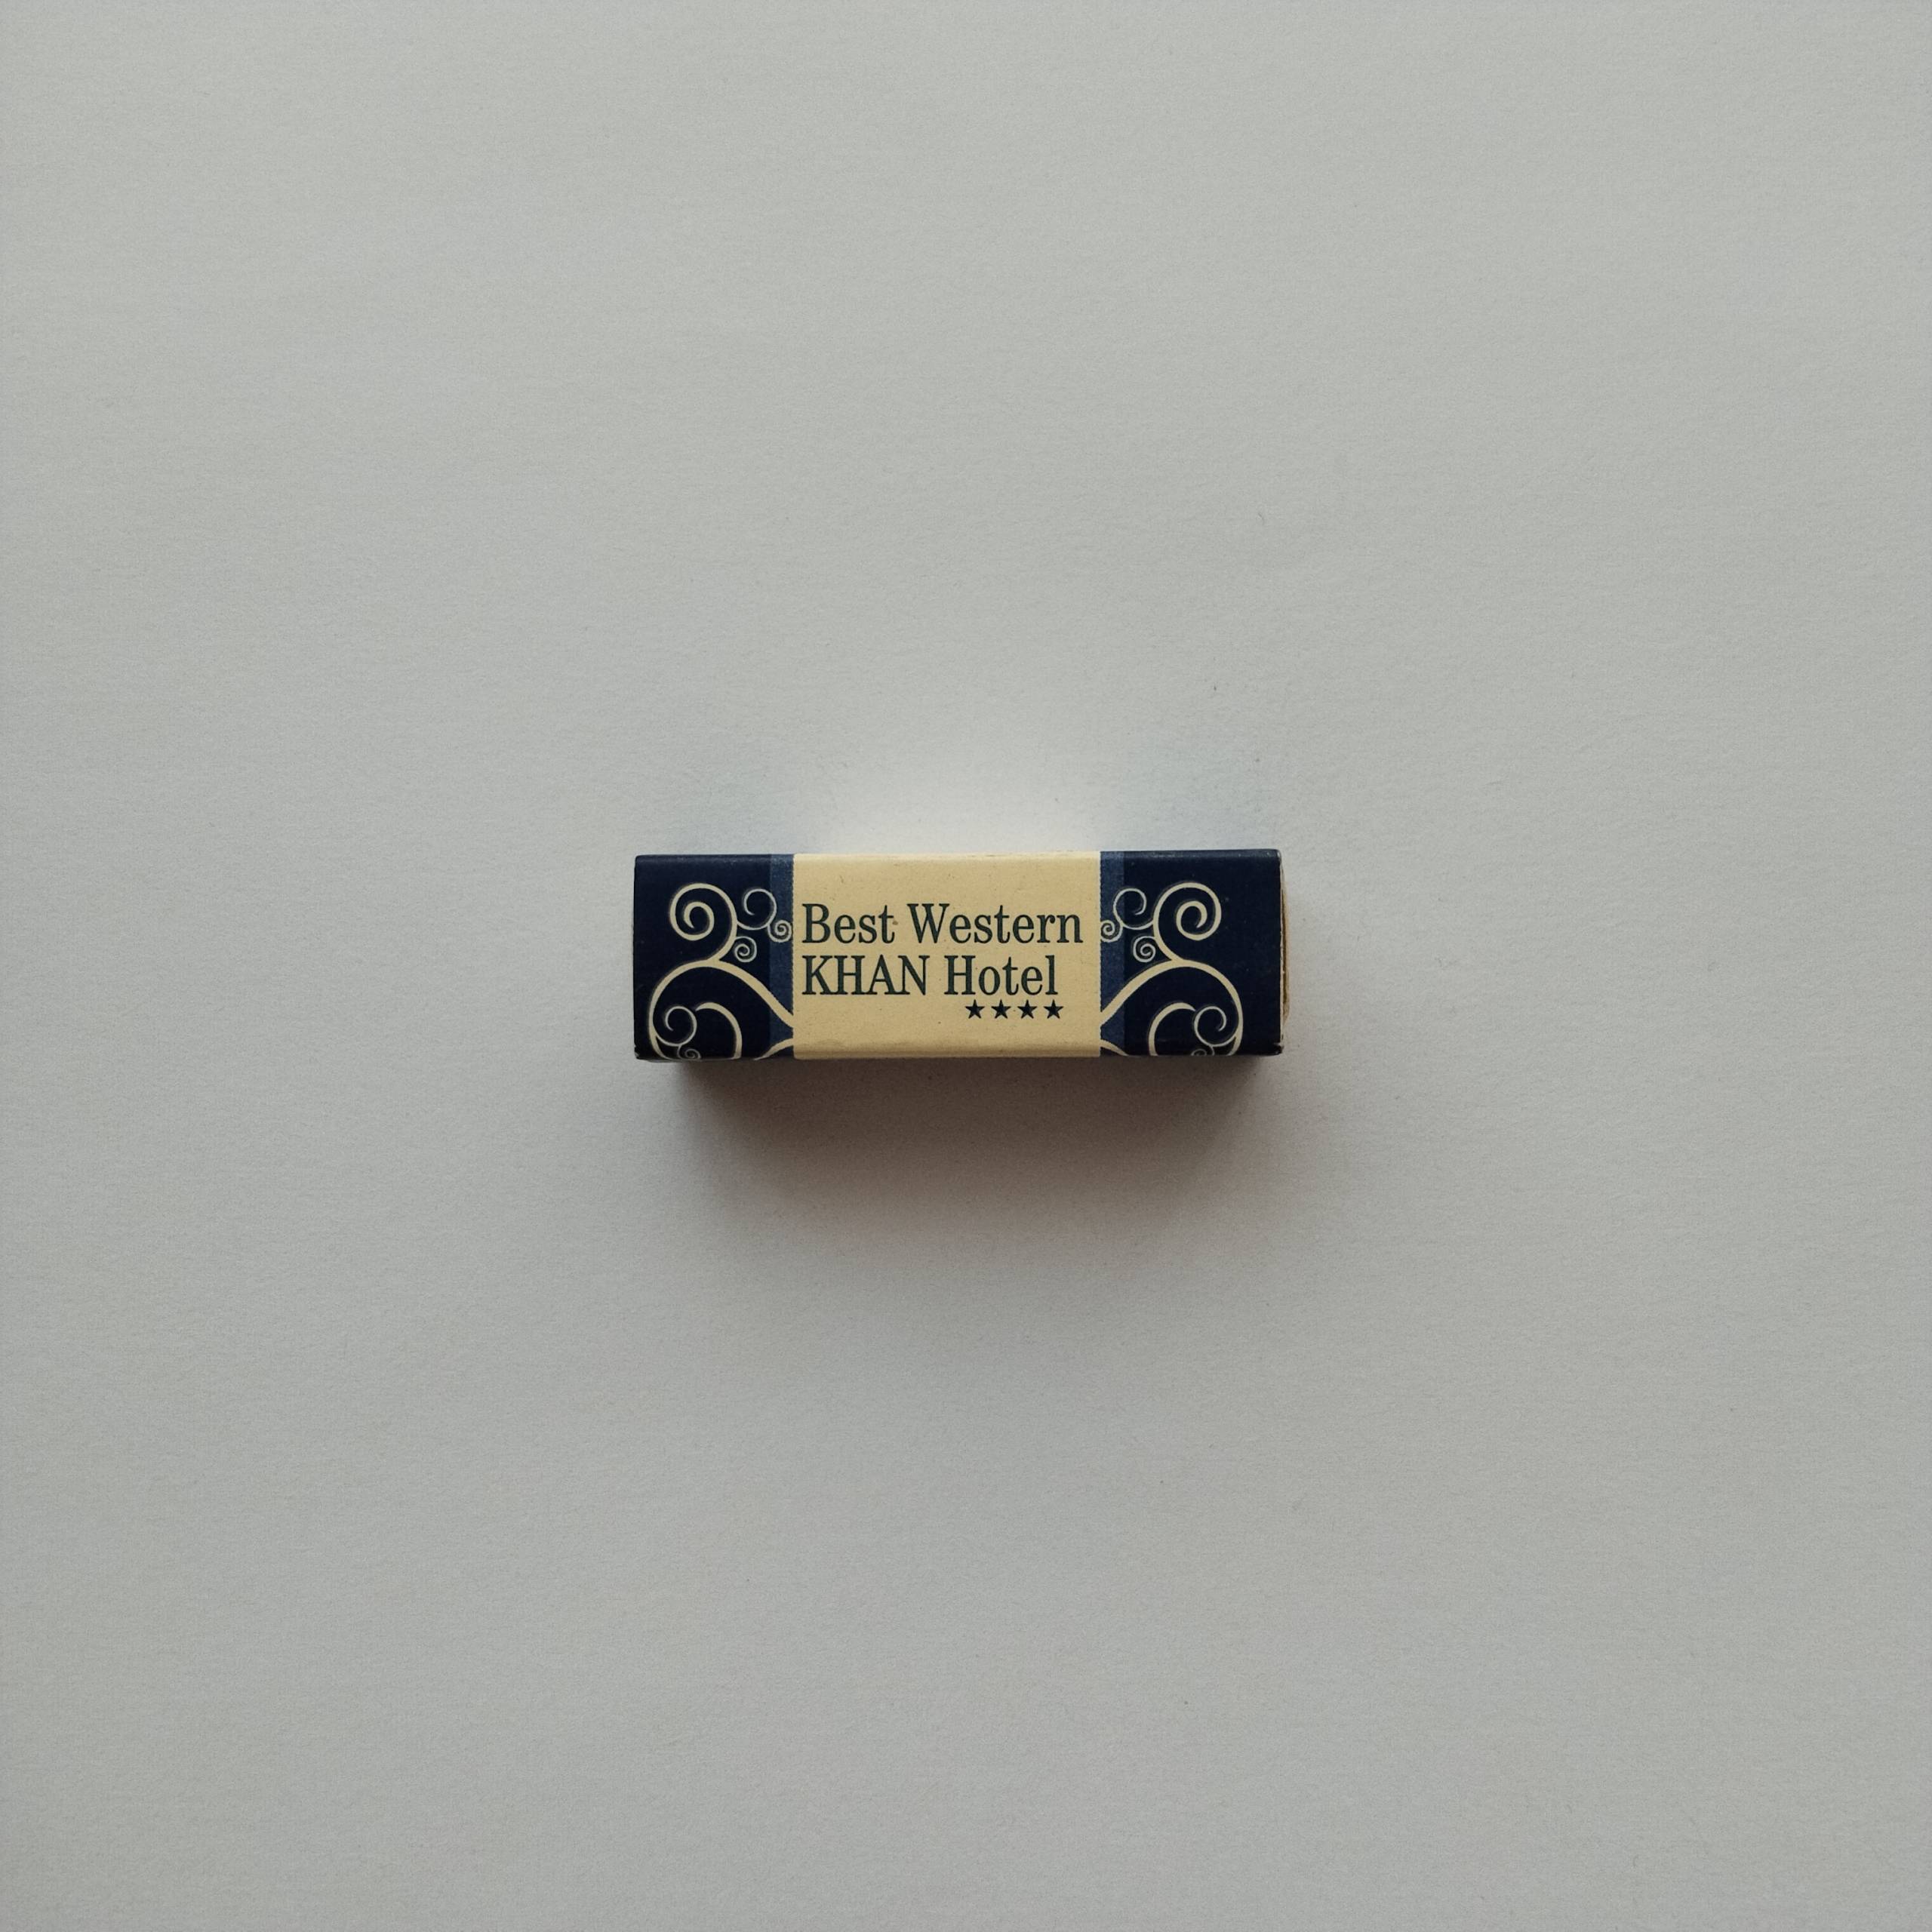 Best Western
KHAN Hotel
★★★★